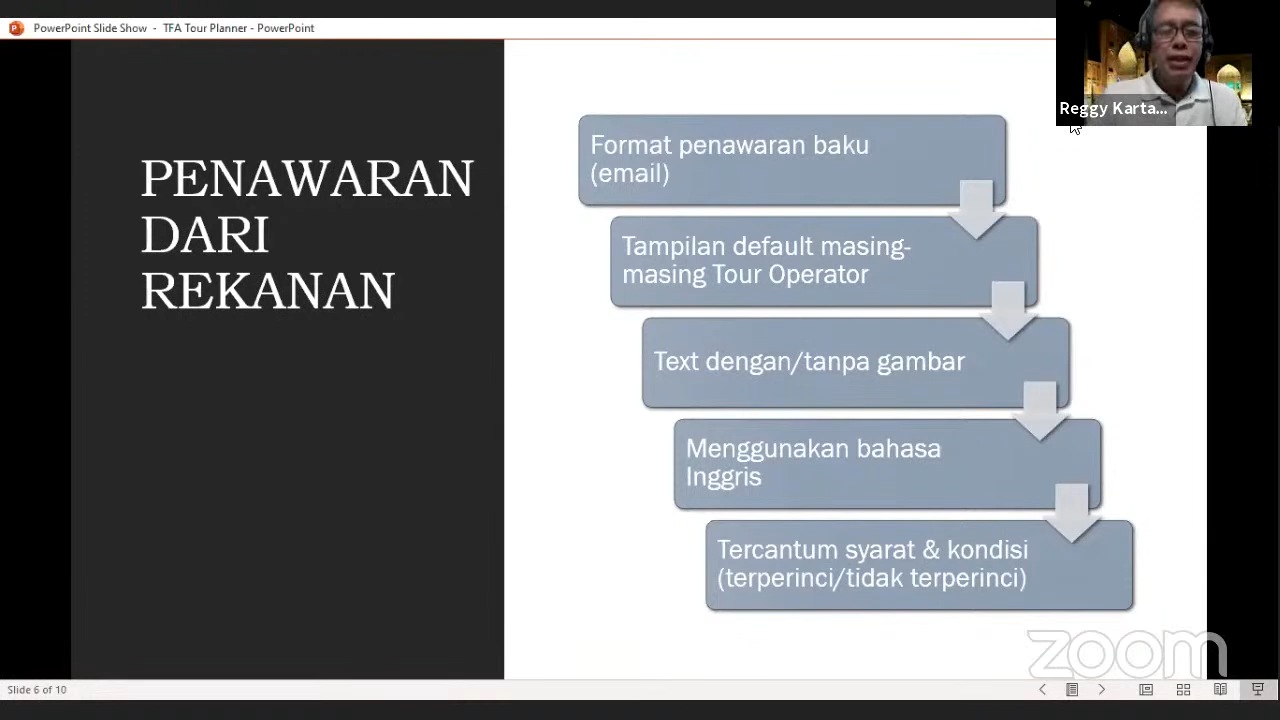 PowerPoint Slide Show - TFA Tour Planner - PowerPoint
Reggy Karta...
PENAWARAN
DARI
REKANAN
Format penawaran baku
(email)
Tampilan default masing-
masing Tour Operator
Text dengan/tanpa gambar
Menggunakan bahasa
Inggris
Tercantum syarat & kondisi
(terperinci/tidak terperinci)
zoom
Slide 6 of 10